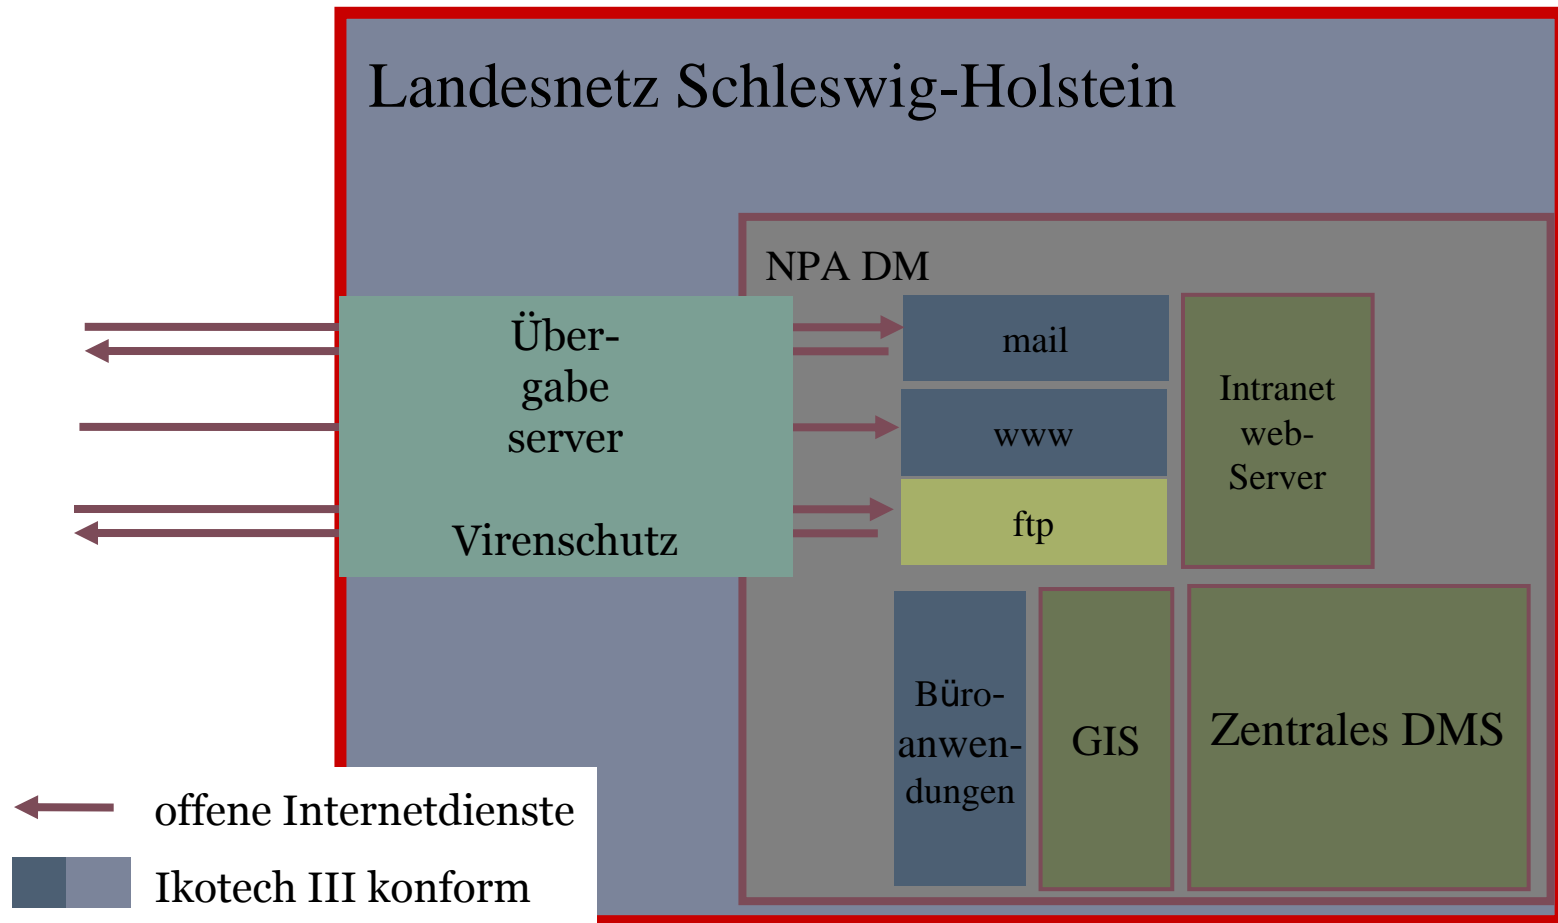 Landesnetz Schleswig-Holstein
NPA DM
Über-
gabe
server
Virenschutz
mail
www
ftp
Intranet
web-
Server
Büro-
anwen-
dungen
GIS
Zentrales DMS
offene Internetdienste
Ikotech III konform